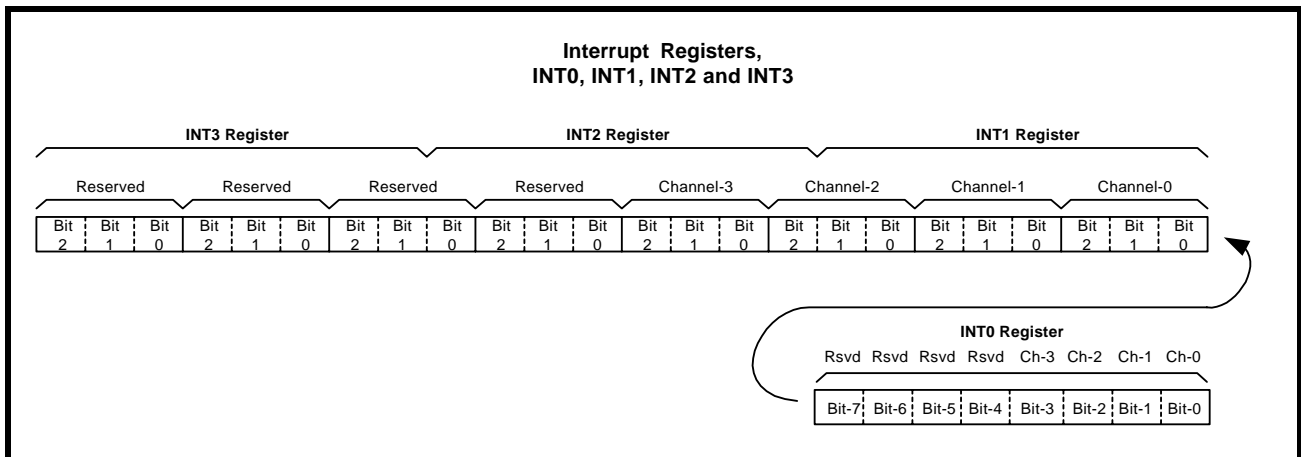 Interrupt Registers,
INT0, INT1, INT2 and INT3
INT3 Register INT2 Register INT1 Register
Reserved Reserved Reserved Reserved Channel-3 Channel-2 Channel-1 Channel-0
Bit Bit Bit Bit Bit Bit Bit Bit Bit Bit Bit Bit Bit Bit Bit Bit Bit Bit Bit Bit Bit Bit Bit Bit
2 1 0 2 1 0 2 1 0 2 1 0 2 1 0 2 1 0 2 1 0 2 1 0
INT0 Register
Rsvd Rsvd Rsvd Rsvd Ch-3 Ch-2 Ch-1 Ch-0
Bit-7 Bit-6 Bit-5 Bit-4 Bit-3 Bit-2 Bit-1 Bit-0